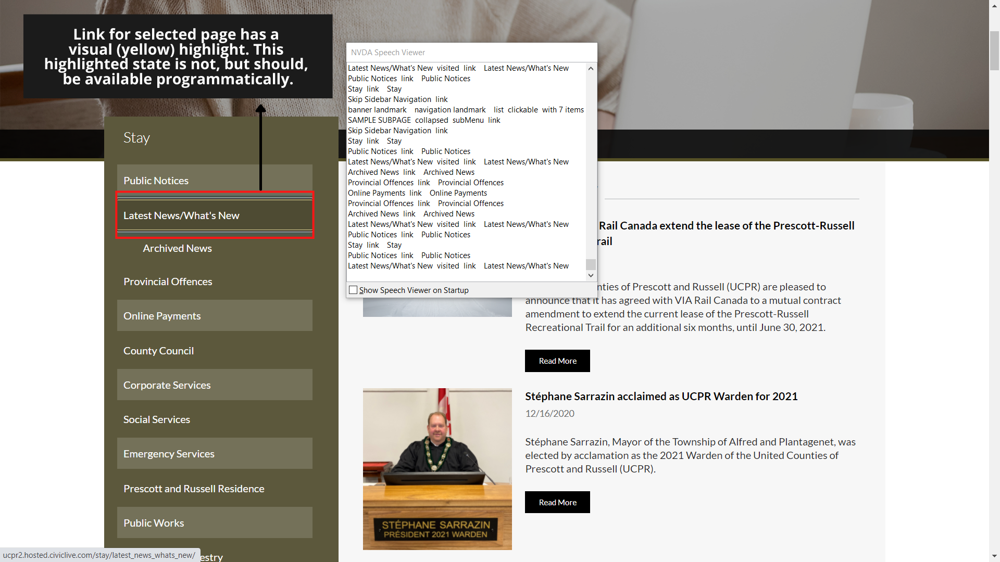 Link for selected page has a
visual (yellow) highlight. This
highlighted state is not, but should,
be available programmatically.
Stay
Public Notices
Latest News/What's New
Archived News
Provincial Offences
Online Payments
County Council
Corporate Services
Social Services
Emergency Services
Prescott and Russell Residence
Public Works
estry
ucpr2.hosted.civiclive.com/stay/latest_news_whats_new/
NVDA Speech Viewer
Latest News/What's New visited link Latest News/What's New
Public Notices link Public Notices
Stay link Stay
Skip Sidebar Navigation link
banner landmark navigation landmark list clickable with 7 items
SAMPLE SUBPAGE collapsed subMenu link
Skip Sidebar Navigation link
Stay link Stay
Public Notices link Public Notices
Latest News/What's New visited link Latest News/What's New
Archived News link Archived News
Provincial Offences link Provincial Offences
Online Payments link Online Payments
Provincial Offences link Provincial Offences
Archived News link Archived News
Latest News/What's New visited link Latest News/What's New
Public Notices link Public Notices
Stay link Stay
Public Notices link Public Notices
Latest News/What's New visited link Latest News/What's New
Show Speech Viewer on Startup
Rail Canada extend the lease of the Prescott-Russell
rail
nties of Prescott and Russell (UCPR) are pleased to
announce that it has agreed with VIA Rail Canada to a mutual contract
amendment to extend the current lease of the Prescott-Russell
Recreational Trail for an additional six months, until June 30, 2021.
Read More
Stéphane Sarrazin acclaimed as UCPR Warden for 2021
12/16/2020
Stéphane Sarrazin, Mayor of the Township of Alfred and Plantagenet, was
elected by acclamation as the 2021 Warden of the United Counties of
Prescott and Russell (UCPR).
Read More
STÉPHANE SARRAZIN
PRÉSIDENT 2021 WARDEN